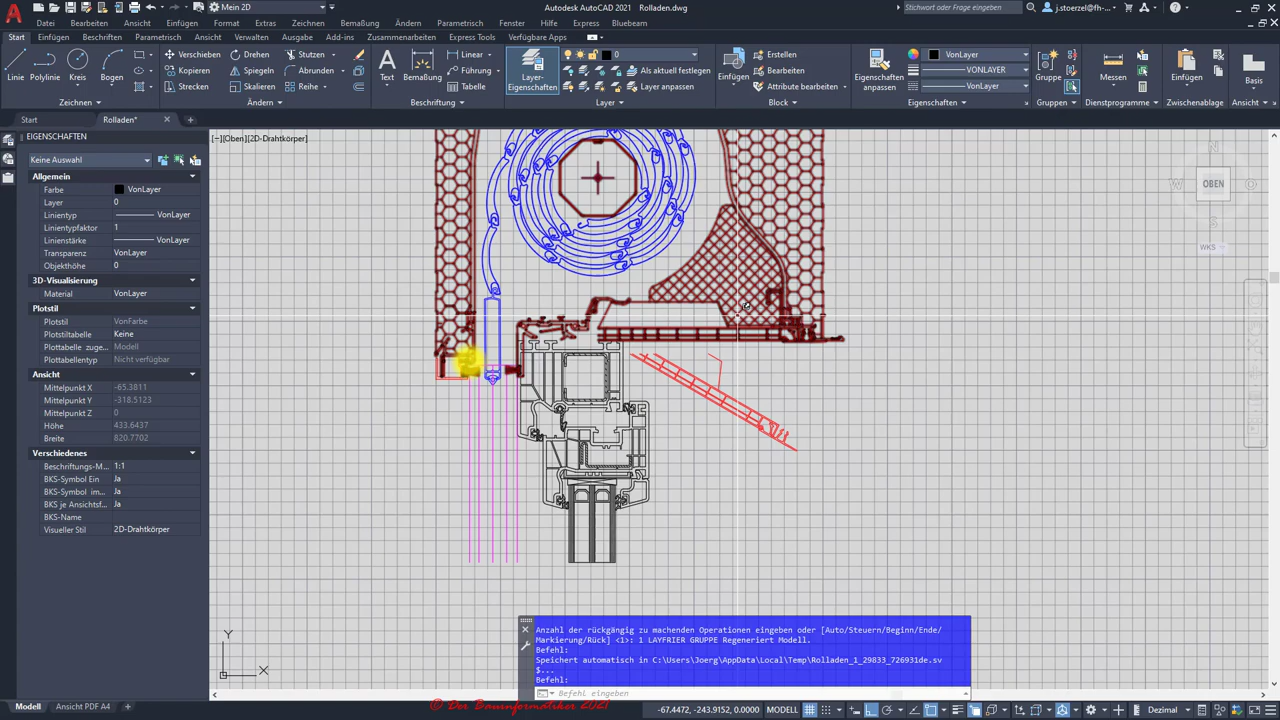 Mein 2D
Autodesk AutoCAD 2021 Rolladen.dwg
Stichwort oder Frage eingeben
j.stoerzel@fh-...
Datei Bearbeiten Ansicht Einfügen Format Extras Zeichnen Bemaßung Ändern Parametrisch Fenster Hilfe Express Bluebeam
Start Einfügen Beschriften Parametrisch Ansicht Verwalten Ausgabe Add-ins Zusammenarbeiten Express Tools Bluebeam
Linie Polylinie Kreis Bogen
Verschieben Drehen Stutzen
Kopieren Spiegeln Abrunden
Strecken Skalieren Reihe
Text Bemaßung
Linear
Führung
Tabelle
Layer-
Eigenschaften
0
Als aktuell festlegen
Layer anpassen
Einfügen
Erstellen
Bearbeiten
Attribute bearbeiten
Eigenschaften
anpassen
VonLayer
VONLAYER
VonLayer
Gruppe
Messen
Einfügen
Basis
Zeichnen Ändern Beschriftung Layer Block Eigenschaften Gruppen Dienstprogramme Zwischenablage Ansicht
Start Rolladen*
EIGENSCHAFTEN
Keine Auswahl
Allgemein
Farbe VonLayer
Layer 0
Linientyp VonLayer
Linientypfaktor 1
Linienstärke VonLayer
Transparenz VonLayer
Objekthöhe 0
3D-Visualisierung
Material VonLayer
Plotstil
Plotstil VonFarbe
Plotstiltabelle Keine
Plottabelle zuge... Modell
Plottabellentyp Nicht verfügbar
Ansicht
Mittelpunkt X -65.3811
Mittelpunkt Y -318.5123
Mittelpunkt Z 0
Höhe 433.6437
Breite 820.7702
Verschiedenes
Beschriftungs-M... 1:1
BKS-Symbol Ein Ja
BKS-Symbol im... Ja
BKS je Ansichtsf... Ja
BKS-Name
Visueller Stil 2D-Drahtkörper
[−][Oben][2D-Drahtkörper]
N
W OBEN
S
WKS
Y
X
Anzahl der rückgängig zu machenden Operationen eingeben oder [Auto/Steuern/Beginn/Ende/
Markierung/Rück] <1>: 1 LAYFRIER GRUPPE Regeneriert Modell.
Befehl:
Speichert automatisch in C:\Users\Joerg\AppData\Local\Temp\Rolladen_1_29833_726931de.sv
$...
Befehl:
Befehl eingeben
Modell Ansicht PDF A4
© Der Bauinformatiker 2021
-67.4472, -243.9152, 0.0000 MODELL
Dezimal